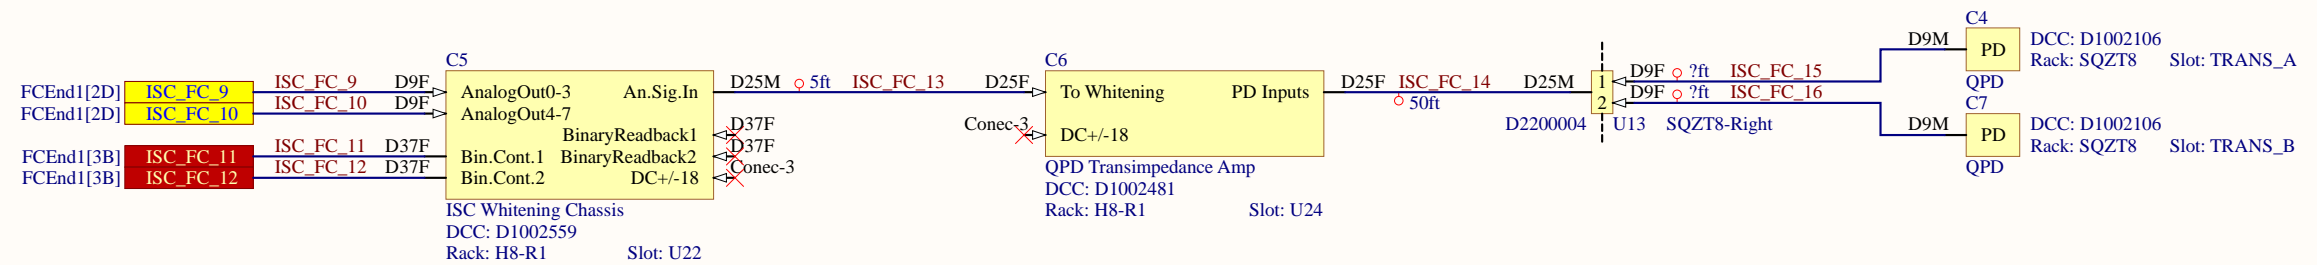 FCEnd1[2D] ISC_FC_9 ISC_FC_9 D9F
FCEnd1[2D] ISC_FC_10 ISC_FC_10 D9F
FCEnd1[3B] ISC_FC_11 ISC_FC_11 D37F
FCEnd1[3B] ISC_FC_12 ISC_FC_12 D37F
C5
AnalogOut0-3 An.Sig.In
AnalogOut4-7
BinaryReadback1
Bin.Cont.1 BinaryReadback2
Bin.Cont.2 DC+/-18
ISC Whitening Chassis
DCC: D1002559
Rack: H8-R1 Slot: U22
D25M 5ft ISC_FC_13 D25F
D37F
D37F
Conec-3
C6
To Whitening PD Inputs
Conec-3
DC+/-18
QPD Transimpedance Amp
DCC: D1002481
Rack: H8-R1 Slot: U24
D25F ISC_FC_14 D25M
50ft
1
2
D2200004 U13 SQZT8-Right
D9F ?ft ISC_FC_15
D9F ?ft ISC_FC_16
C4
D9M PD DCC: D1002106
Rack: SQZT8 Slot: TRANS_A
QPD
C7
D9M PD DCC: D1002106
Rack: SQZT8 Slot: TRANS_B
QPD